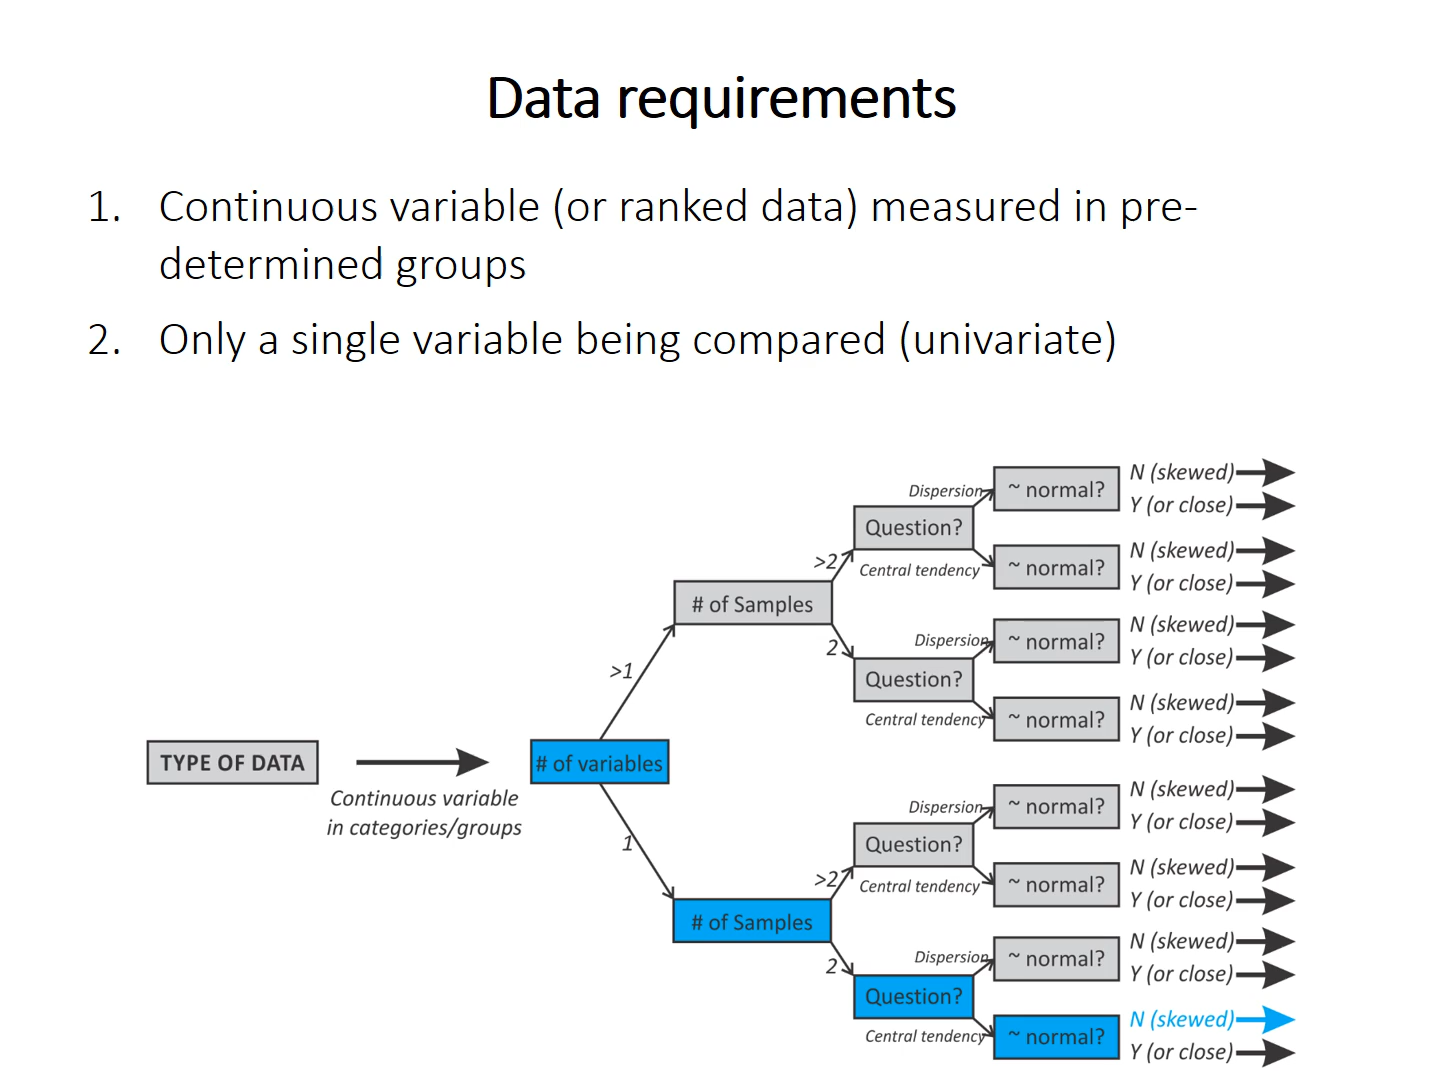 Data requirements
1. Continuous variable (or ranked data) measured in pre-
determined groups
2. Only a single variable being compared (univariate)
TYPE OF DATA
Continuous variable
in categories/groups
# of variables
>1
# of Samples
>2
Question?
Dispersion
~ normal?
N (skewed)
Y (or close)
Central tendency
~ normal?
N (skewed)
Y (or close)
2
Question?
Dispersion
~ normal?
N (skewed)
Y (or close)
Central tendency
~ normal?
N (skewed)
Y (or close)
1
# of Samples
>2
Question?
Dispersion
~ normal?
N (skewed)
Y (or close)
Central tendency
~ normal?
N (skewed)
Y (or close)
2
Question?
Dispersion
~ normal?
N (skewed)
Y (or close)
Central tendency
~ normal?
N (skewed)
Y (or close)